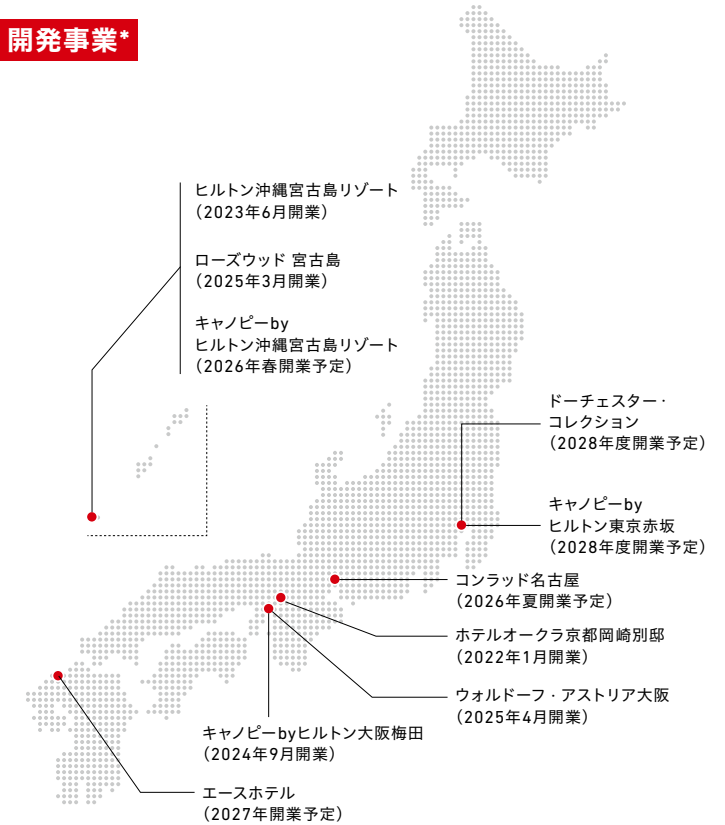 開発事業*
ヒルトン沖縄宮古島リゾート
（2023年6月開業）
ローズウッド 宮古島
（2025年3月開業）
キャノピーby
ヒルトン沖縄宮古島リゾート
（2026年春開業予定）
ドーチェスター・
コレクション
（2028年度開業予定）
キャノピーby
ヒルトン東京赤坂
（2028年度開業予定）
コンラッド名古屋
（2026年夏開業予定）
ホテルオークラ京都岡崎別邸
（2022年1月開業）
ウォルドーフ・アストリア大阪
（2025年4月開業）
キャノピーbyヒルトン大阪梅田
（2024年9月開業）
エースホテル
（2027年開業予定）